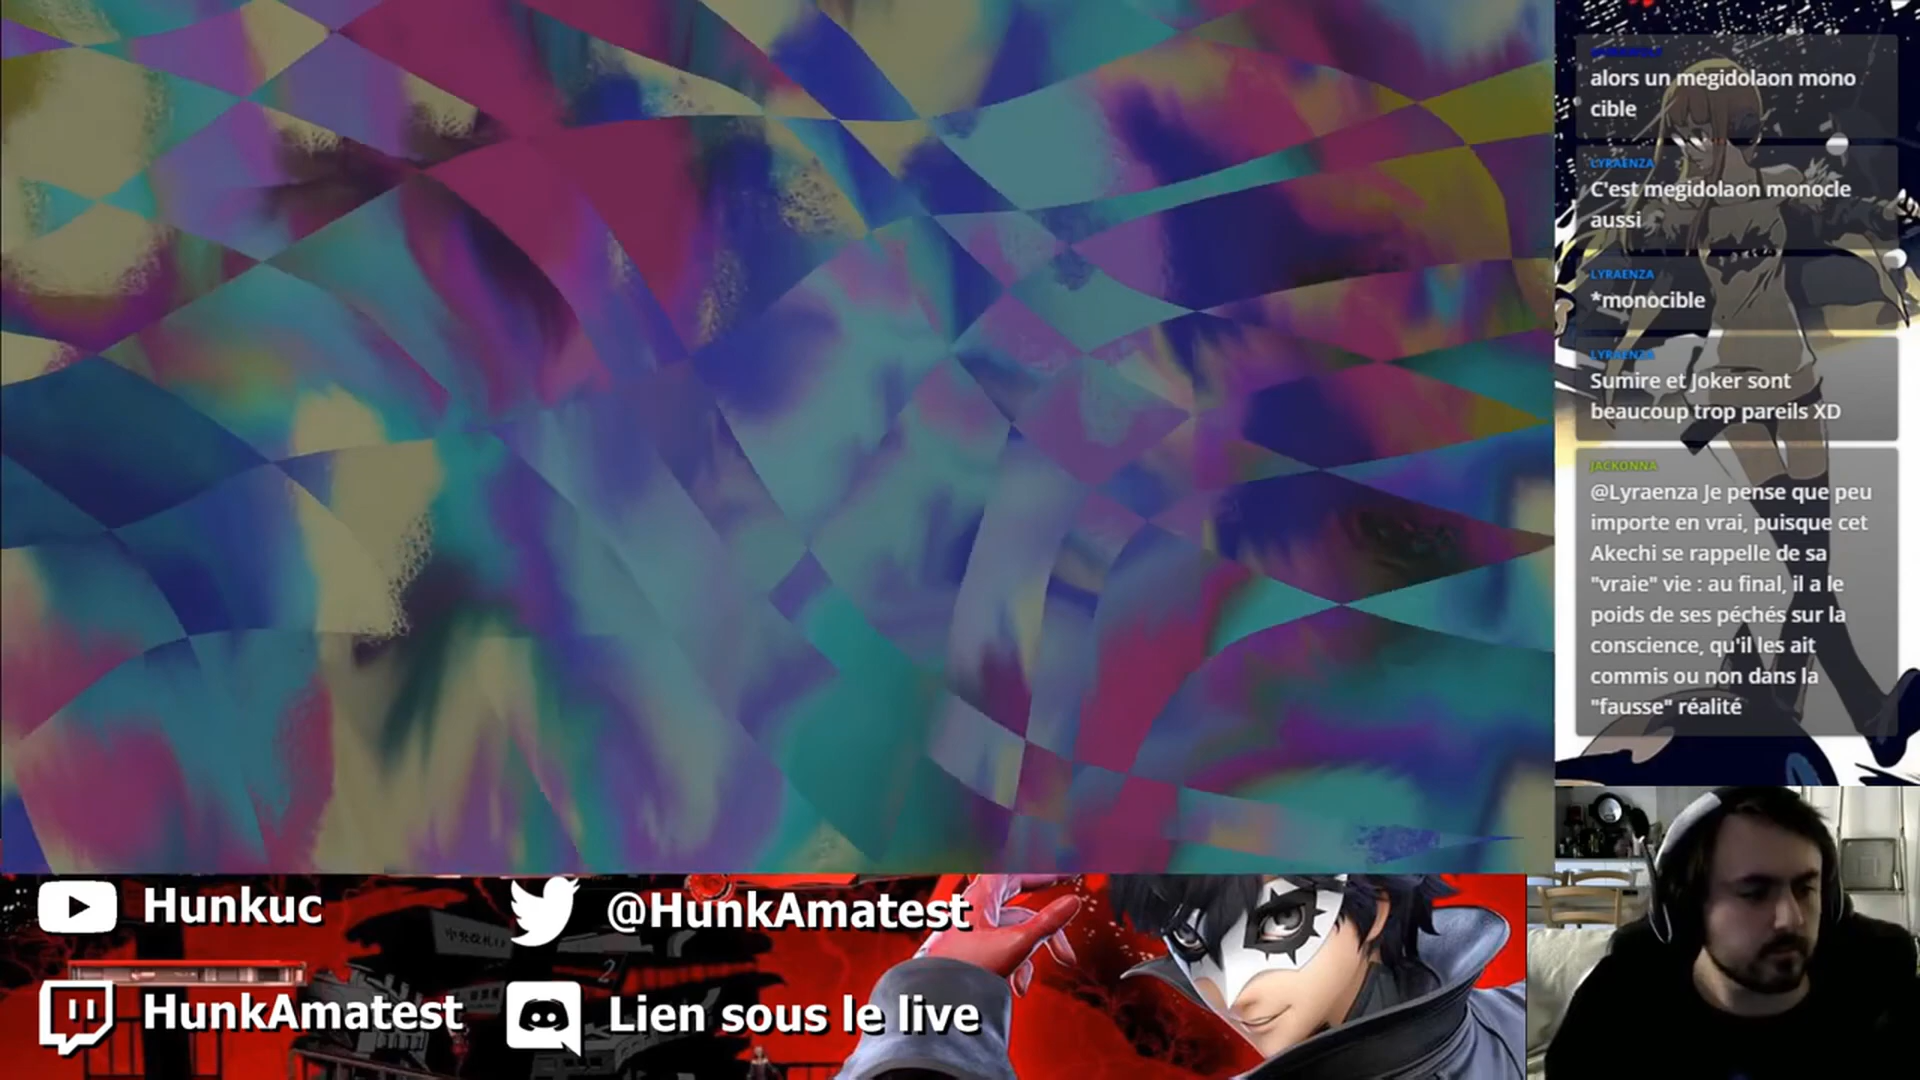 alors un megidolaon mono
cible
LYRAENZA
C'est megidolaon monocle
aussi
LYRAENZA
*monocible
LYRAENZA
Sumire et Joker sont
beaucoup trop pareils XD
JACKONNA
@Lyraenza Je pense que peu
importe en vrai, puisque cet
Akechi se rappelle de sa
"vraie" vie : au final, il a le
poids de ses péchés sur la
conscience, qu'il les ait
commis ou non dans la
"fausse" réalité
Hunkuc
@HunkAmatest
2
HunkAmatest
Lien sous le live